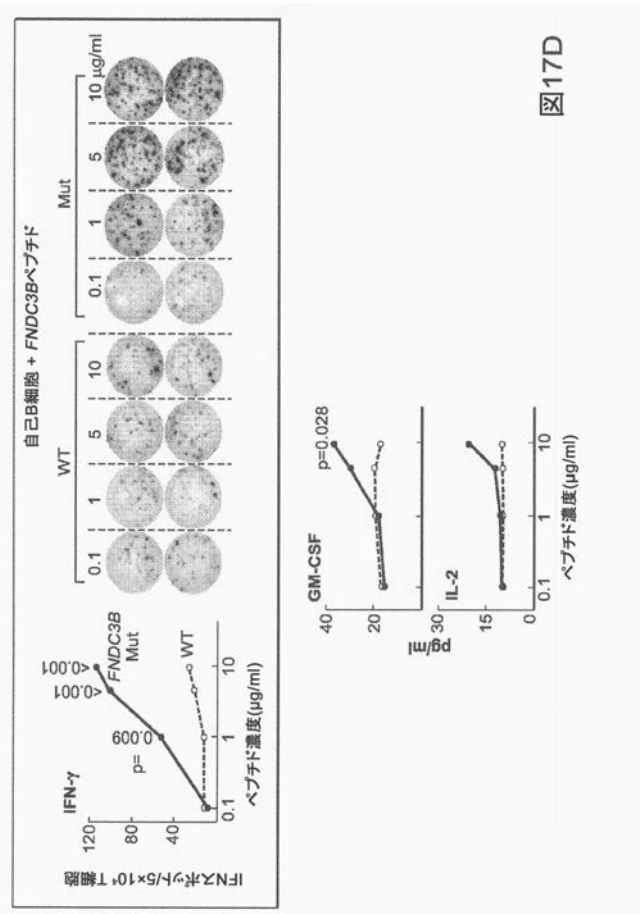 自己B細胞 + FNDC3Bペプチド
WT
Mut
0.1 1 5 10 0.1 1 5 10 µg/ml
IFN-γ
IFNスポット/5×10⁴ T細胞
120
80
40
p=
0.009
<0.001
<0.001
FNDC3B
Mut
WT
0.1 1 10
ペプチド濃度(µg/ml)
GM-CSF
p=0.028
40
20
pg/ml
IL-2
30
15
0
0.1 1 10
ペプチド濃度(µg/ml)
図17D